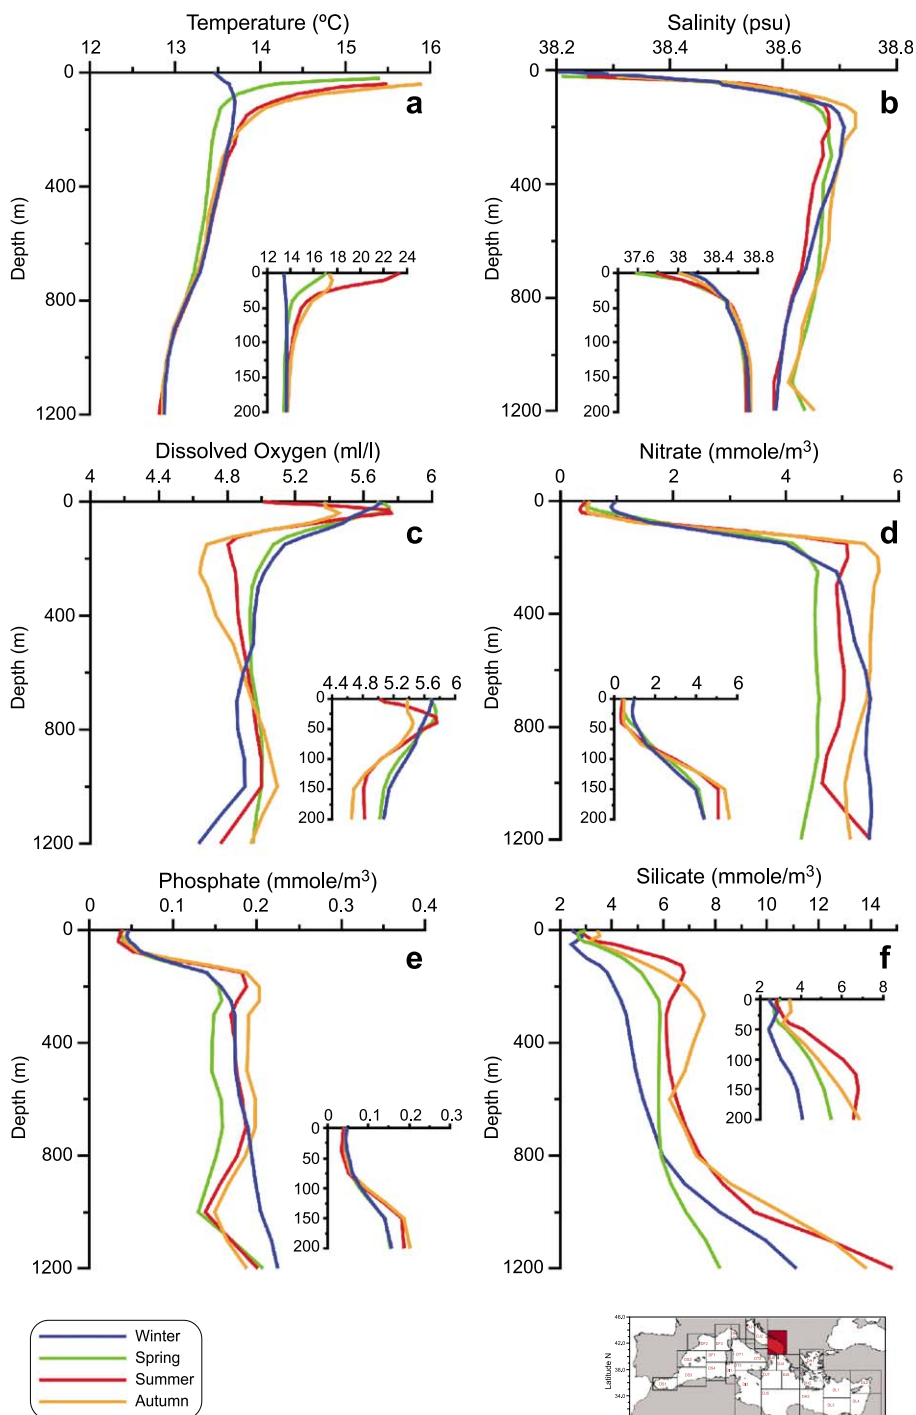 Temperature (ºC)
12 13 14 15 16
0
400
800
1200
Depth (m)
a
12 14 16 18 20 22 24
0
50
100
150
200
Salinity (psu)
38.2 38.4 38.6 38.8
0
400
800
1200
Depth (m)
b
37.6 38 38.4 38.8
0
50
100
150
200
Dissolved Oxygen (ml/l)
4 4.4 4.8 5.2 5.6 6
0
400
800
1200
Depth (m)
c
4.4 4.8 5.2 5.6 6
0
50
100
150
200
Nitrate (mmole/m3)
0 2 4 6
0
400
800
1200
Depth (m)
d
0 2 4 6
0
50
100
150
200
Phosphate (mmole/m3)
0 0.1 0.2 0.3 0.4
0
400
800
1200
Depth (m)
e
0 0.1 0.2 0.3
0
50
100
150
200
Silicate (mmole/m3)
2 4 6 8 10 12 14
0
400
800
1200
Depth (m)
f
2 4 6 8
0
50
100
150
200
Winter
Spring
Summer
Autumn
46.0
42.0
38.0
34.0
Latitude N